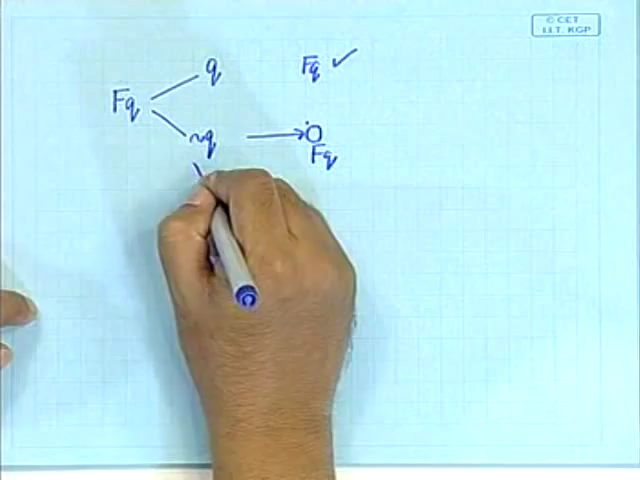 © CET
I.I.T. KGP
q
Fq ✓
Fq
~q → O
Fq